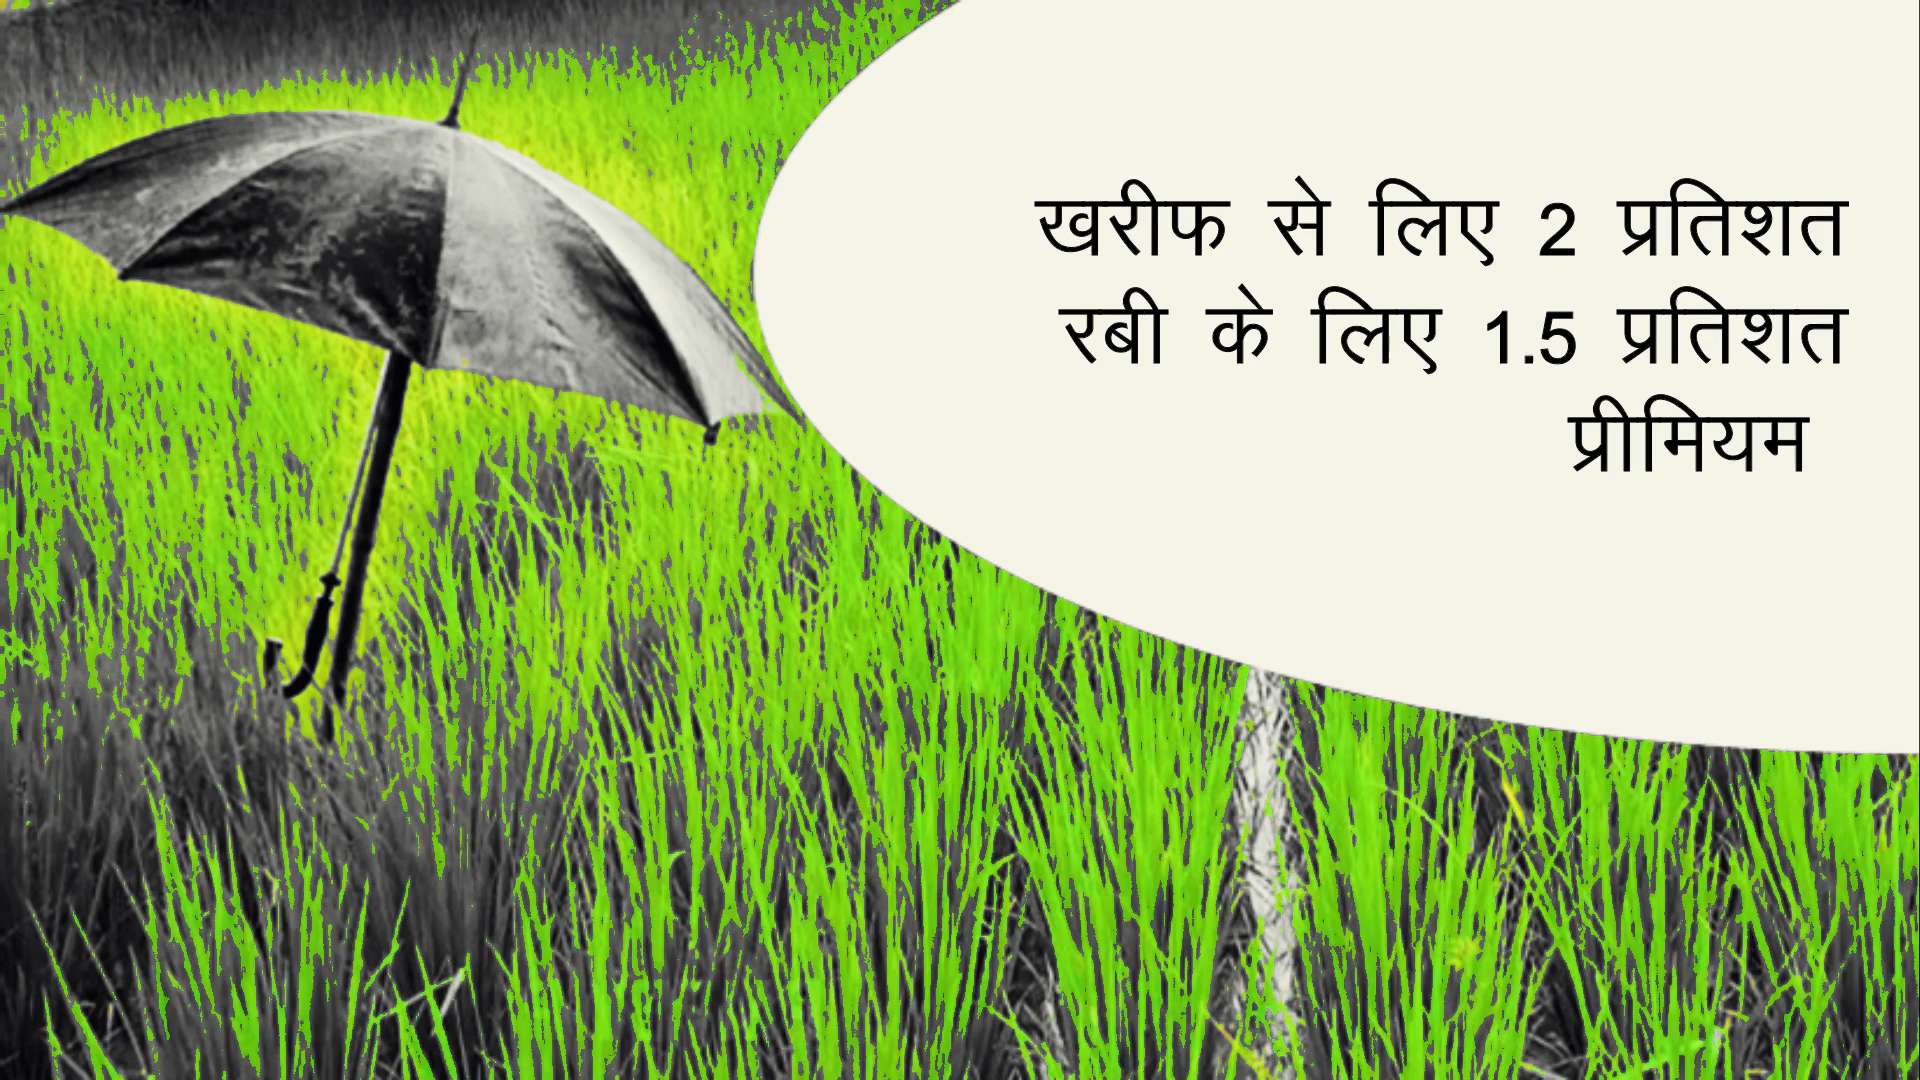 खरीफ से लिए 2 प्रतिशत
रबी के लिए 1.5 प्रतिशत
प्रीमियम